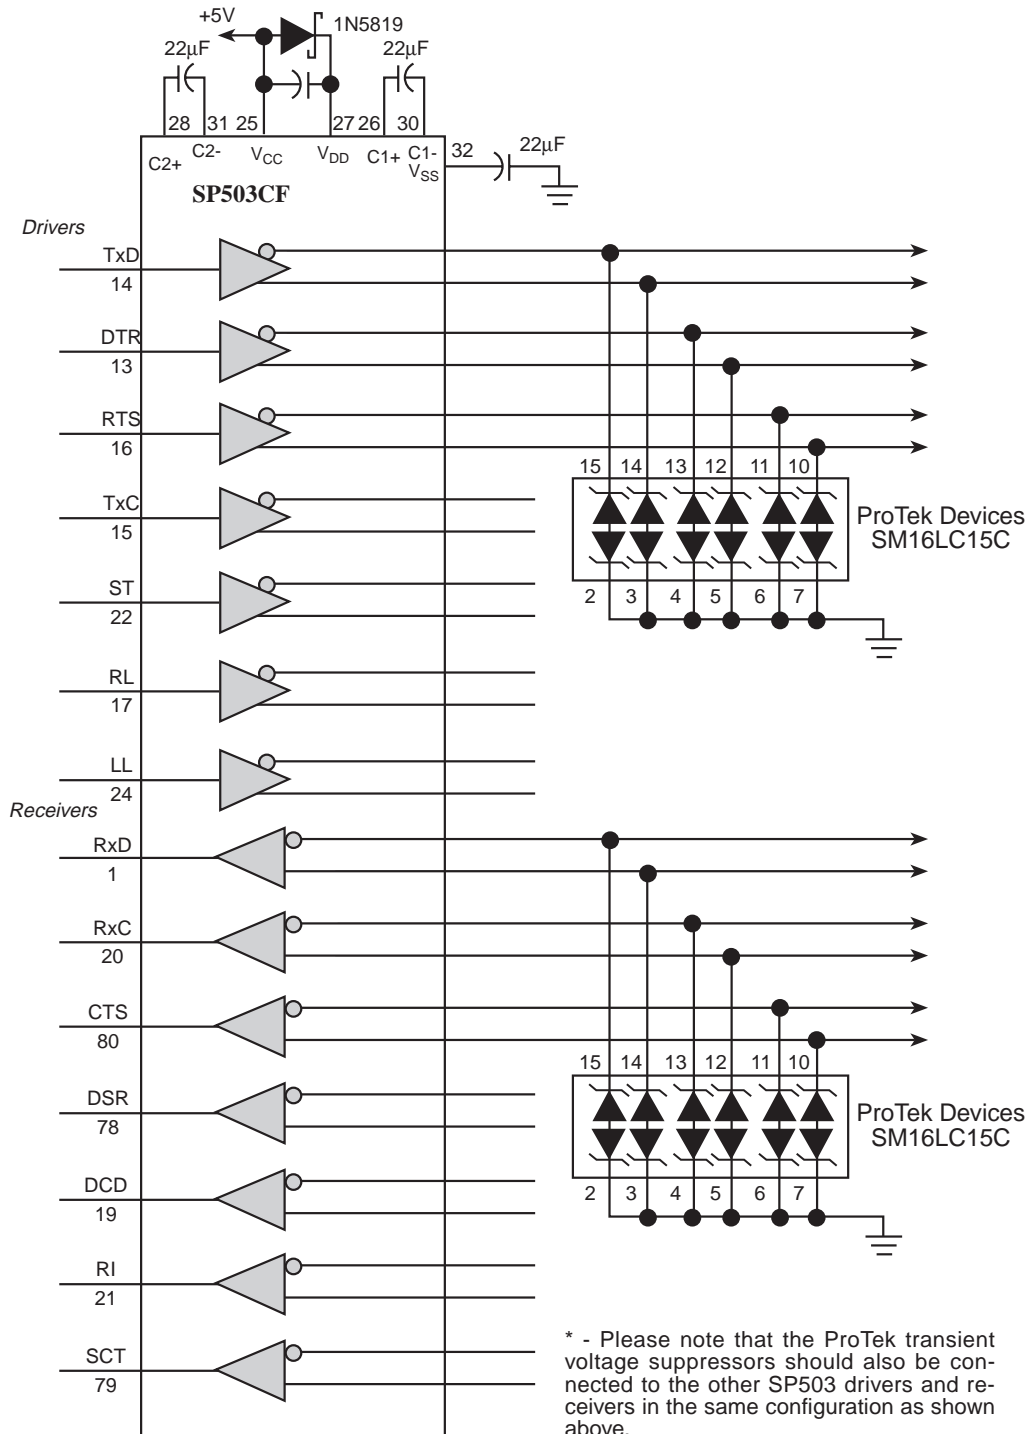 +5V
1N5819
22µF
22µF
28 31 25 27 26 30
C2+ C2- VCC VDD C1+ C1-
VSS
32
22µF
SP503CF
Drivers
TxD
14
DTR
13
RTS
16
15 14 13 12 11 10
TxC
15
ProTek Devices
SM16LC15C
ST
22
2 3 4 5 6 7
RL
17
LL
24
Receivers
RxD
1
RxC
20
CTS
80
15 14 13 12 11 10
DSR
78
ProTek Devices
SM16LC15C
DCD
19
2 3 4 5 6 7
RI
21
SCT
79
* - Please note that the ProTek transient
voltage suppressors should also be con-
nected to the other SP503 drivers and re-
ceivers in the same configuration as shown
above.